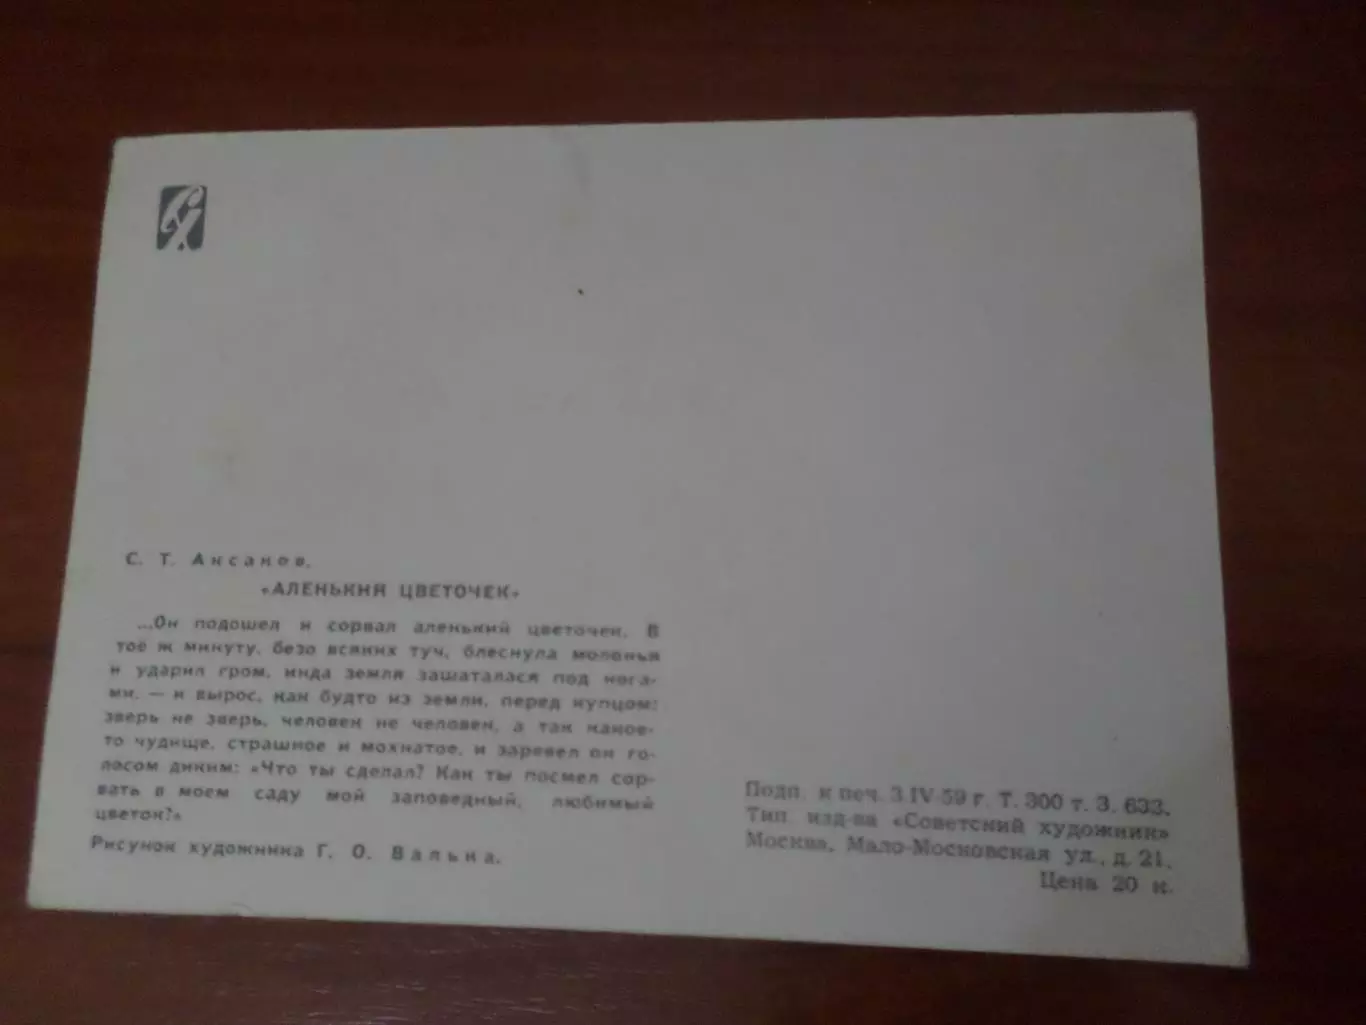 С. Т. Аксаков.
«АЛЕНЬКИЙ ЦВЕТОЧЕК»
...Он подошел и сорвал аленький цветочек. В
тоё ж минуту, безо всяких туч, блеснула молонья
и ударил гром, инда земля зашаталася под нога-
ми, — и вырос, как будто из земли, перед купцом:
зверь не зверь, человек не человек, а так какое-
то чудище, страшное и мохнатое, и заревел он го-
лосом диким: «Что ты сделал? Как ты посмел сор-
вать в моем саду мой заповедный, любимый
цветок?»
Рисунок художника Г. О. Валька.
Подп. к печ. 3.IV-59 г. Т. 300 т. З. 633.
Тип изд-ва «Советский художник»
Москва, Мало-Московская ул., д. 21.
Цена 20 к.